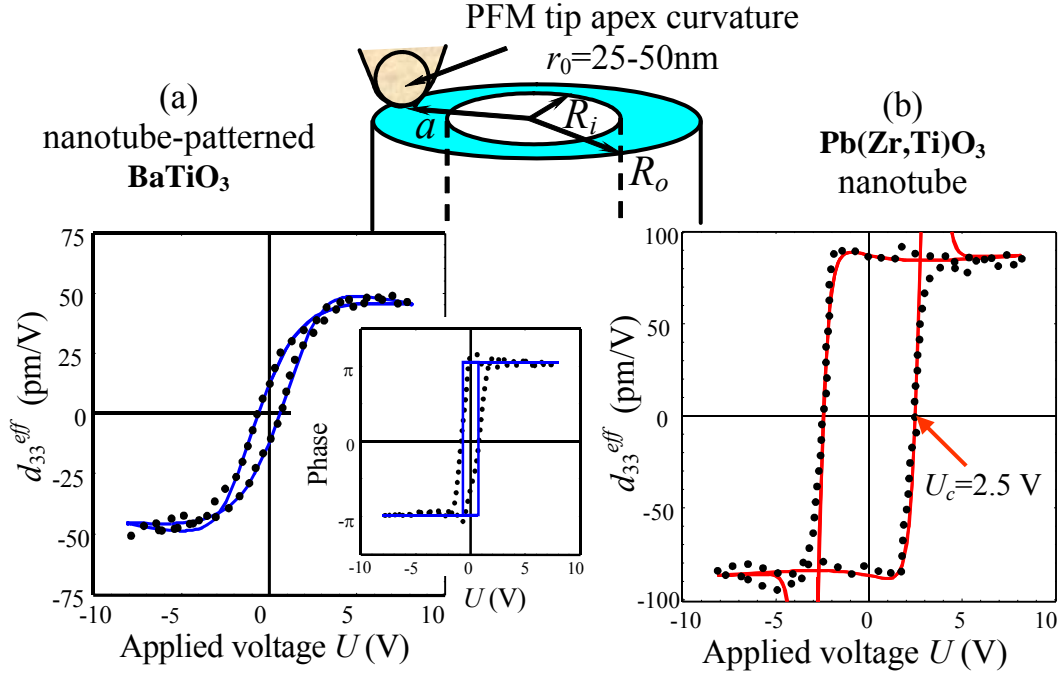 PFM tip apex curvature
r₀=25-50nm
(a)
nanotube-patterned
BaTiO₃
a
Rᵢ
Rₒ
(b)
Pb(Zr,Ti)O₃
nanotube
75
50
25
0
-25
-50
-75
-10
-5
0
5
10
d₃₃ᵉᶠᶠ (pm/V)
Applied voltage U (V)
π
0
-π
-10
-5
0
5
10
Phase
U (V)
100
50
0
-50
-100
-10
-5
0
5
10
d₃₃ᵉᶠᶠ (pm/V)
U_c=2.5 V
Applied voltage U (V)